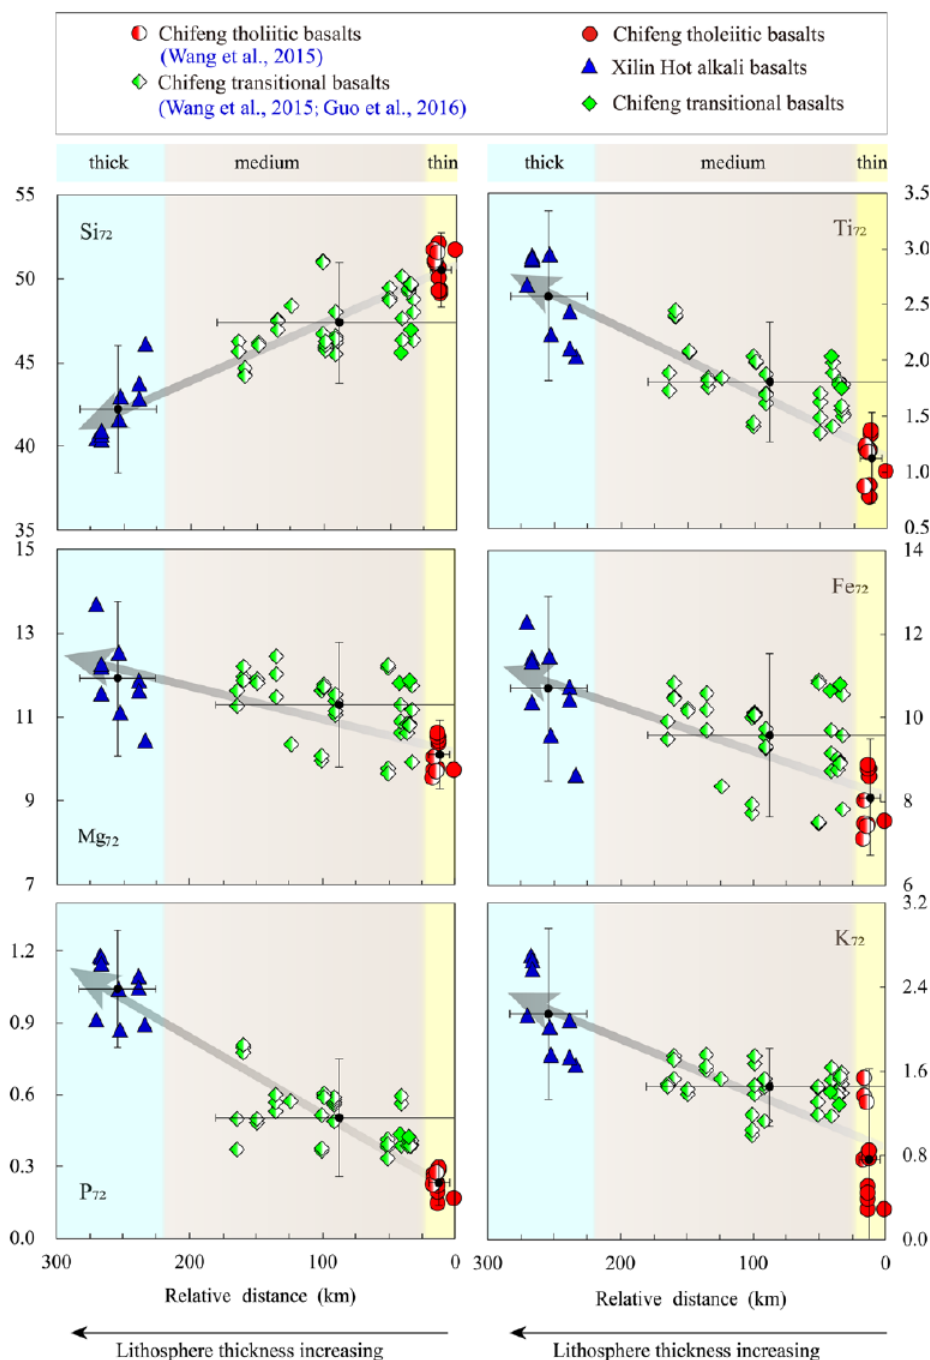 Chifeng tholiitic basalts
(Wang et al., 2015)
Chifeng transitional basalts
(Wang et al., 2015; Guo et al., 2016)
Chifeng tholeiitic basalts
Xilin Hot alkali basalts
Chifeng transitional basalts
thick medium thin
thick medium thin
55
50
45
40
35
Si72
3.5
3.0
2.5
2.0
1.5
1.0
0.5
Ti72
15
13
11
9
7
Mg72
14
12
10
8
6
Fe72
1.2
0.9
0.6
0.3
0.0
P72
3.2
2.4
1.6
0.8
0.0
K72
300 200 100 0
300 200 100 0
Relative distance (km)
Relative distance (km)
Lithosphere thickness increasing
Lithosphere thickness increasing